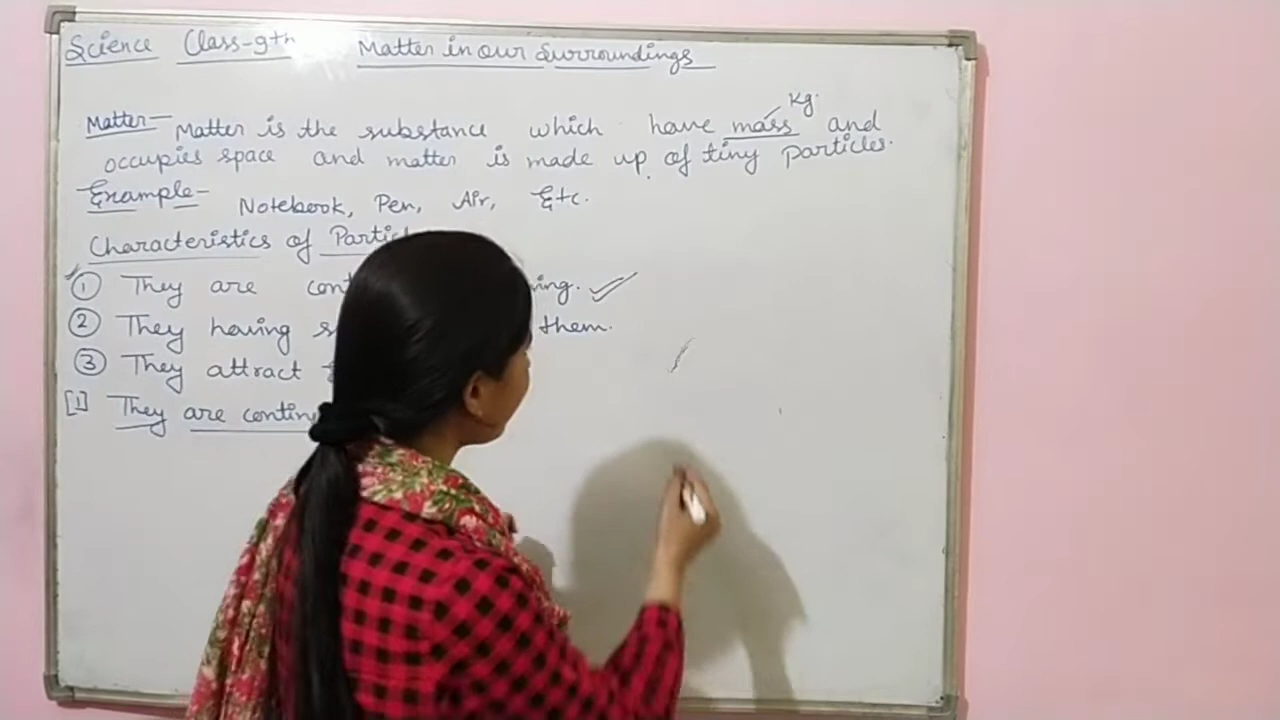 Science Class-9th Matter in our Surroundings
Kg.
Matter- Matter is the substance which have mass and
occupies space and matter is made up of tiny particles.
Example- Notebook, Pen, Air, Etc.
Characteristics of
① They are
② They having them.
③ They attract
[1] They are